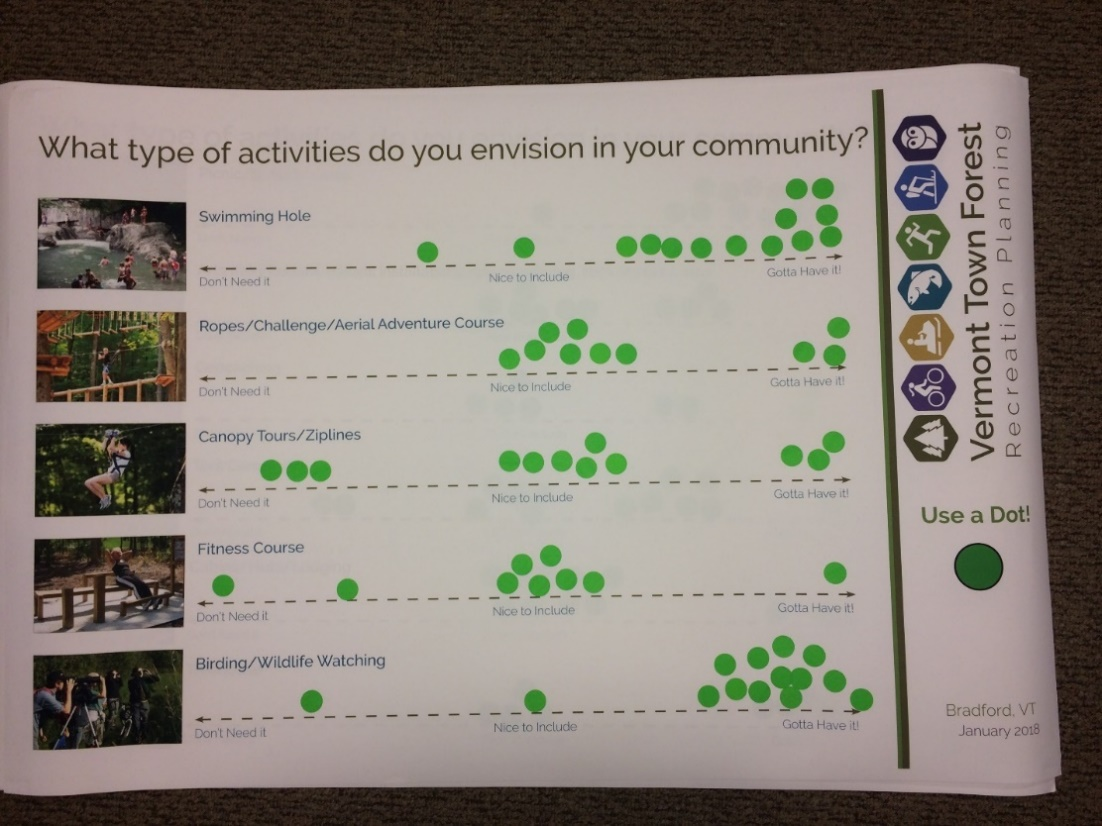 What type of activities do you envision in your community?
Swimming Hole
Don't Need it Nice to Include Gotta Have it!
Ropes/Challenge/Aerial Adventure Course
Don't Need it Nice to Include Gotta Have it!
Canopy Tours/Ziplines
Don't Need it Nice to Include Gotta Have it!
Fitness Course
Don't Need it Nice to Include Gotta Have it!
Birding/Wildlife Watching
Don't Need it Nice to Include Gotta Have it!
Vermont Town Forest
Recreation Planning
Use a Dot!
Bradford, VT
January 2018